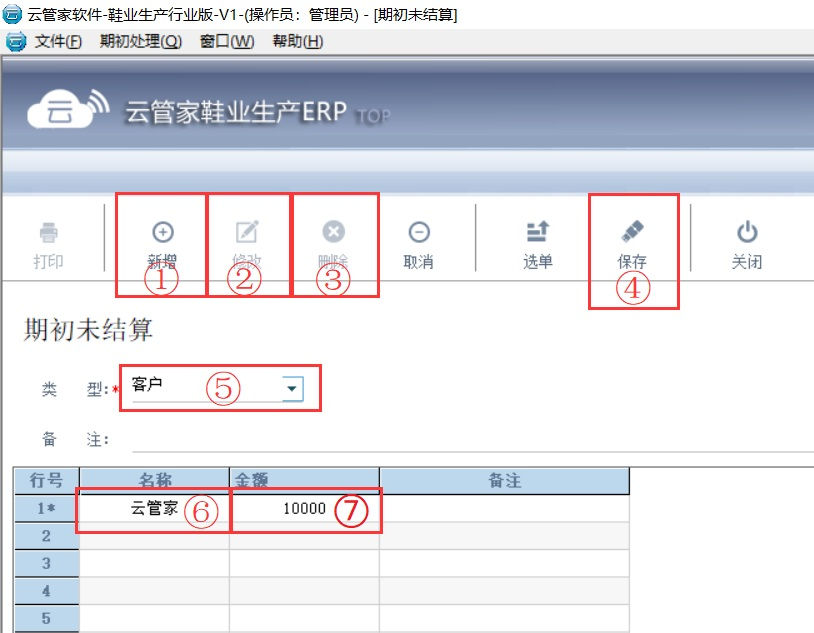 云管家软件-鞋业生产行业版-V1-(操作员：管理员) - [期初未结算]
文件(F) 期初处理(Q) 窗口(W) 帮助(H)
云 云管家鞋业生产ERP TOP
打印 新增 修改 删除 取消 选单 保存 关闭
① ② ③ ④
期初未结算
类 型:* 客户 ⑤
备 注:
行号 名称 金额 备注
1* 云管家 ⑥ 10000 ⑦
2
3
4
5